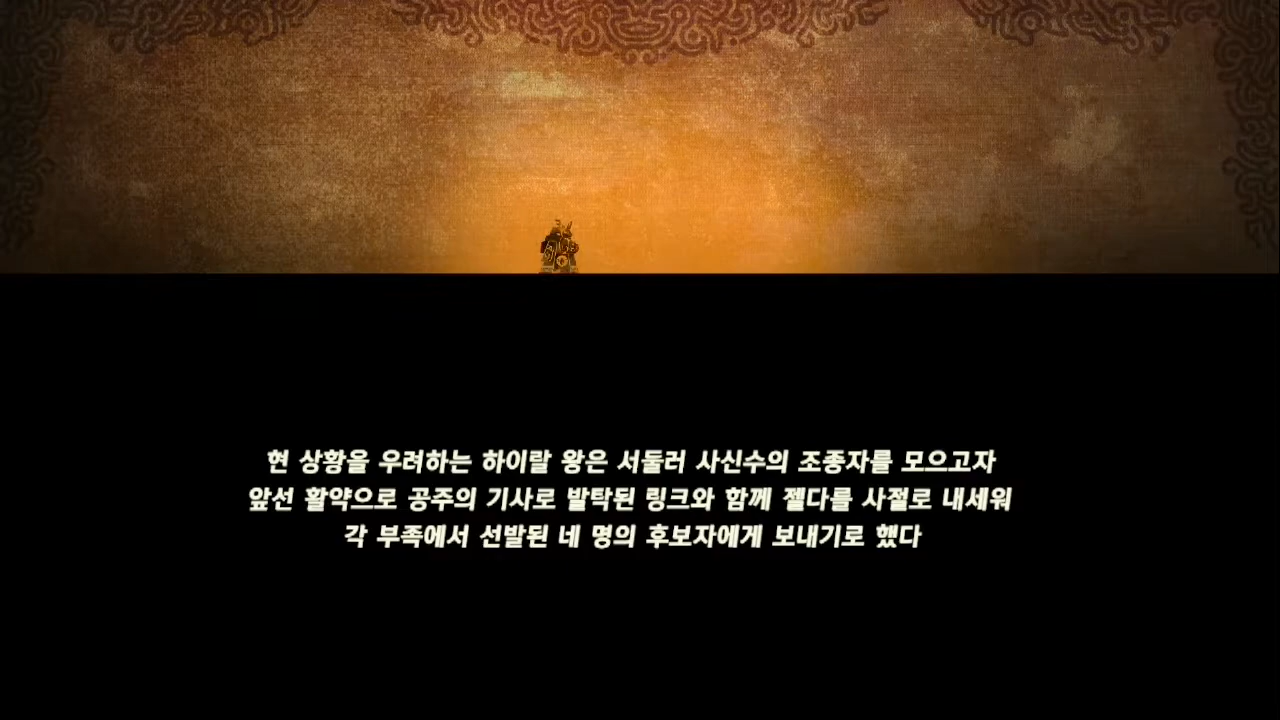 현 상황을 우려하는 하이랄 왕은 서둘러 사신수의 조종자를 모으고자
앞선 활약으로 공주의 기사로 발탁된 링크와 함께 젤다를 사절로 내세워
각 부족에서 선발된 네 명의 후보자에게 보내기로 했다